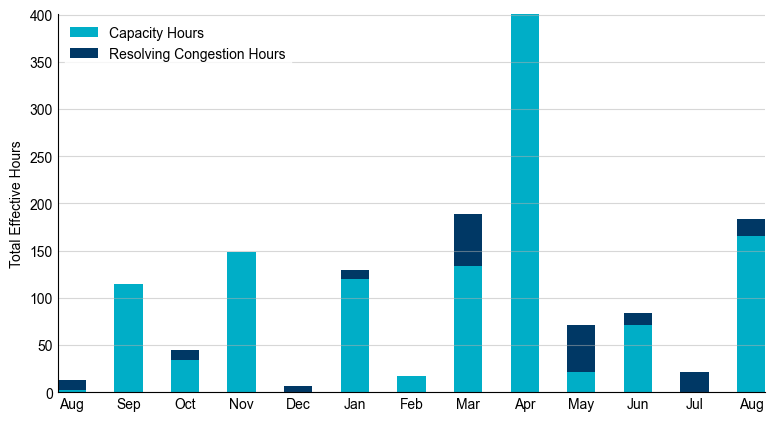 Capacity Hours
Resolving Congestion Hours
Total Effective Hours
400
350
300
250
200
150
100
50
0
Aug Sep Oct Nov Dec Jan Feb Mar Apr May Jun Jul Aug